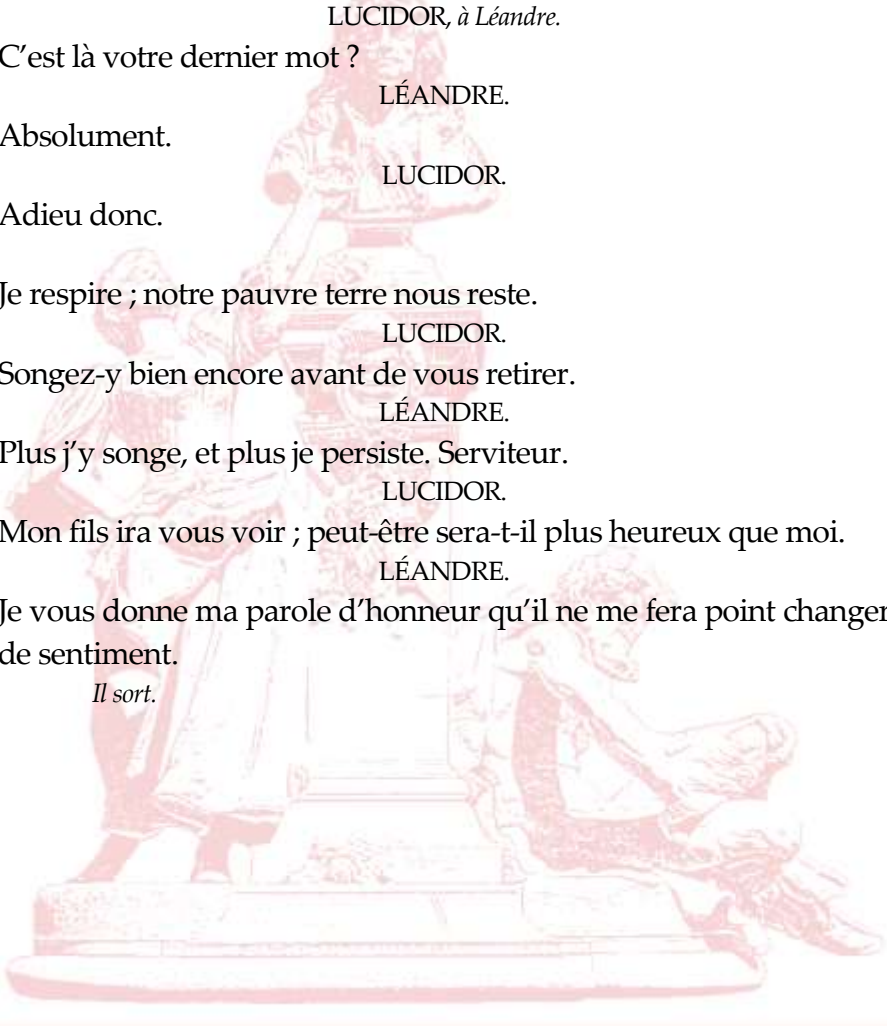 LUCIDOR, à Léandre.
C’est là votre dernier mot ?
LÉANDRE.
Absolument.
LUCIDOR.
Adieu donc.
Je respire ; notre pauvre terre nous reste.
LUCIDOR.
Songez-y bien encore avant de vous retirer.
LÉANDRE.
Plus j’y songe, et plus je persiste. Serviteur.
LUCIDOR.
Mon fils ira vous voir ; peut-être sera-t-il plus heureux que moi.
LÉANDRE.
Je vous donne ma parole d’honneur qu’il ne me fera point changer
de sentiment.
Il sort.